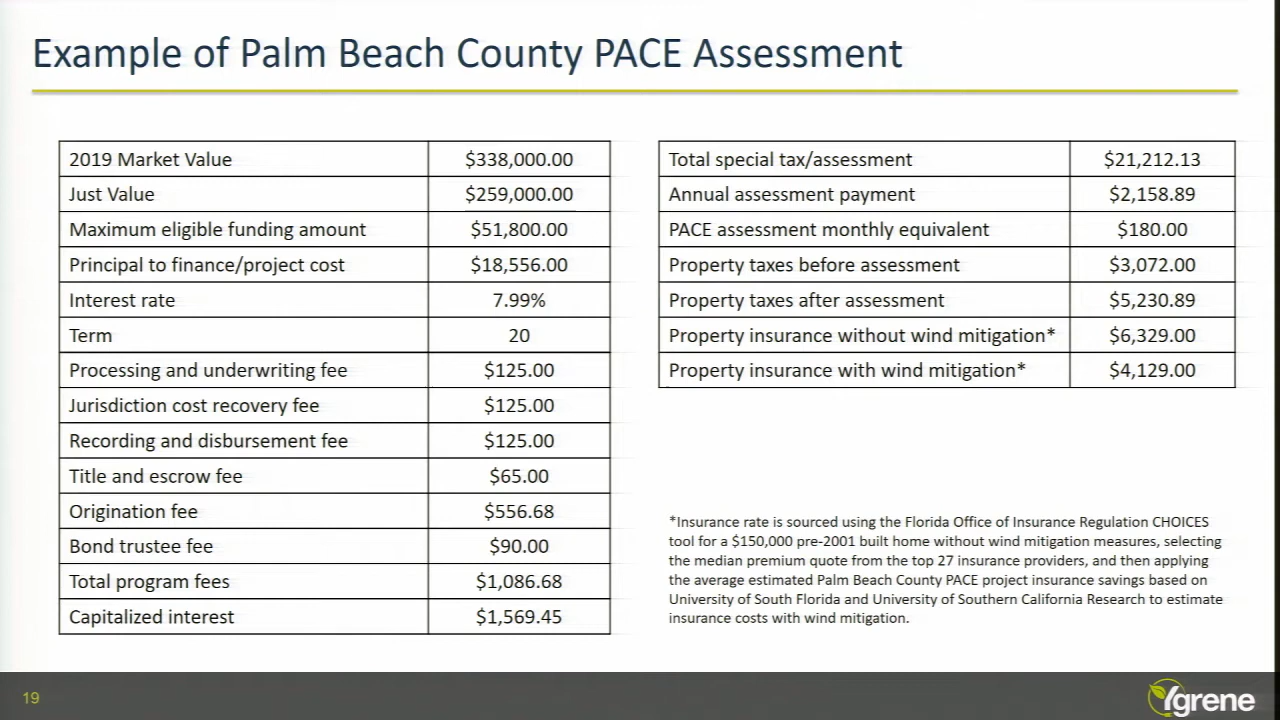 Example of Palm Beach County PACE Assessment
2019 Market Value $338,000.00
Just Value $259,000.00
Maximum eligible funding amount $51,800.00
Principal to finance/project cost $18,556.00
Interest rate 7.99%
Term 20
Processing and underwriting fee $125.00
Jurisdiction cost recovery fee $125.00
Recording and disbursement fee $125.00
Title and escrow fee $65.00
Origination fee $556.68
Bond trustee fee $90.00
Total program fees $1,086.68
Capitalized interest $1,569.45
Total special tax/assessment $21,212.13
Annual assessment payment $2,158.89
PACE assessment monthly equivalent $180.00
Property taxes before assessment $3,072.00
Property taxes after assessment $5,230.89
Property insurance without wind mitigation* $6,329.00
Property insurance with wind mitigation* $4,129.00
*Insurance rate is sourced using the Florida Office of Insurance Regulation CHOICES
tool for a $150,000 pre-2001 built home without wind mitigation measures, selecting
the median premium quote from the top 27 insurance providers, and then applying
the average estimated Palm Beach County PACE project insurance savings based on
University of South Florida and University of Southern California Research to estimate
insurance costs with wind mitigation.
19
Ygrene